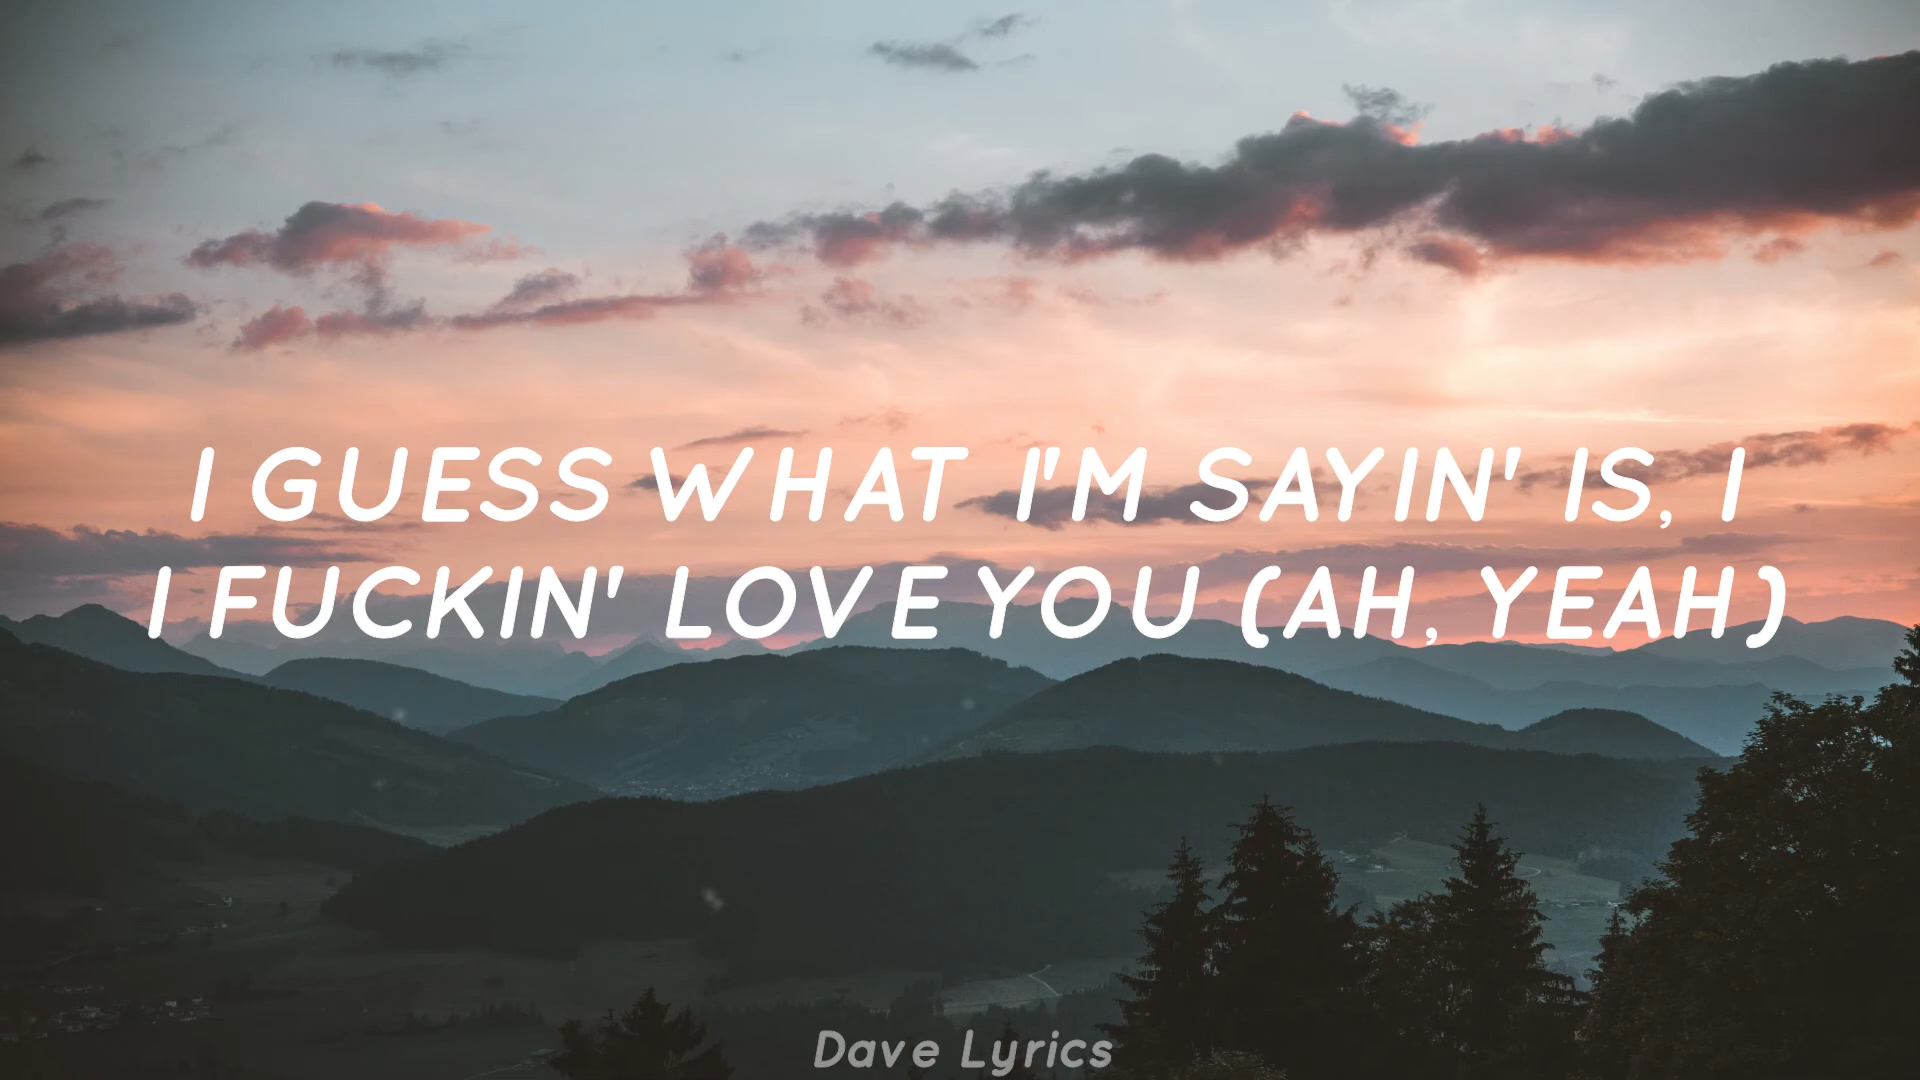 I GUESS WHAT I'M SAYIN' IS, I
I FUCKIN' LOVE YOU (AH, YEAH)
Dave Lyrics